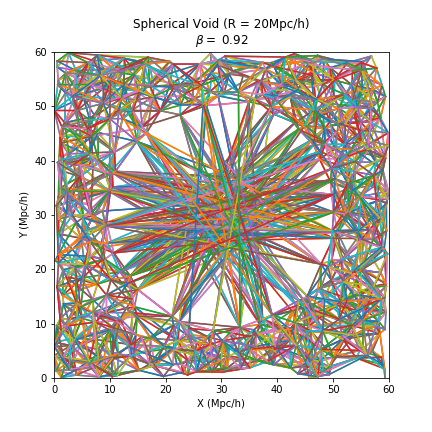 Spherical Void (R = 20Mpc/h)
β = 0.92
60
50
40
30
20
10
0
Y (Mpc/h)
0 10 20 30 40 50 60
X (Mpc/h)